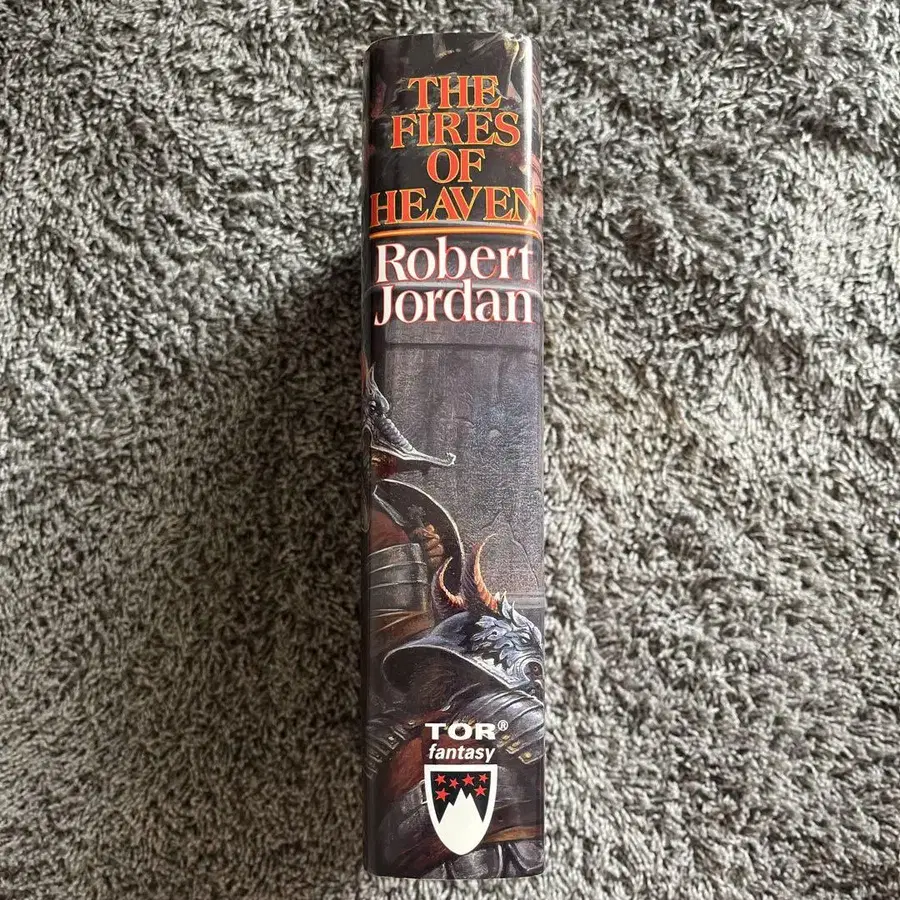 THE
FIRES
OF
HEAVEN
Robert
Jordan
TOR®
fantasy